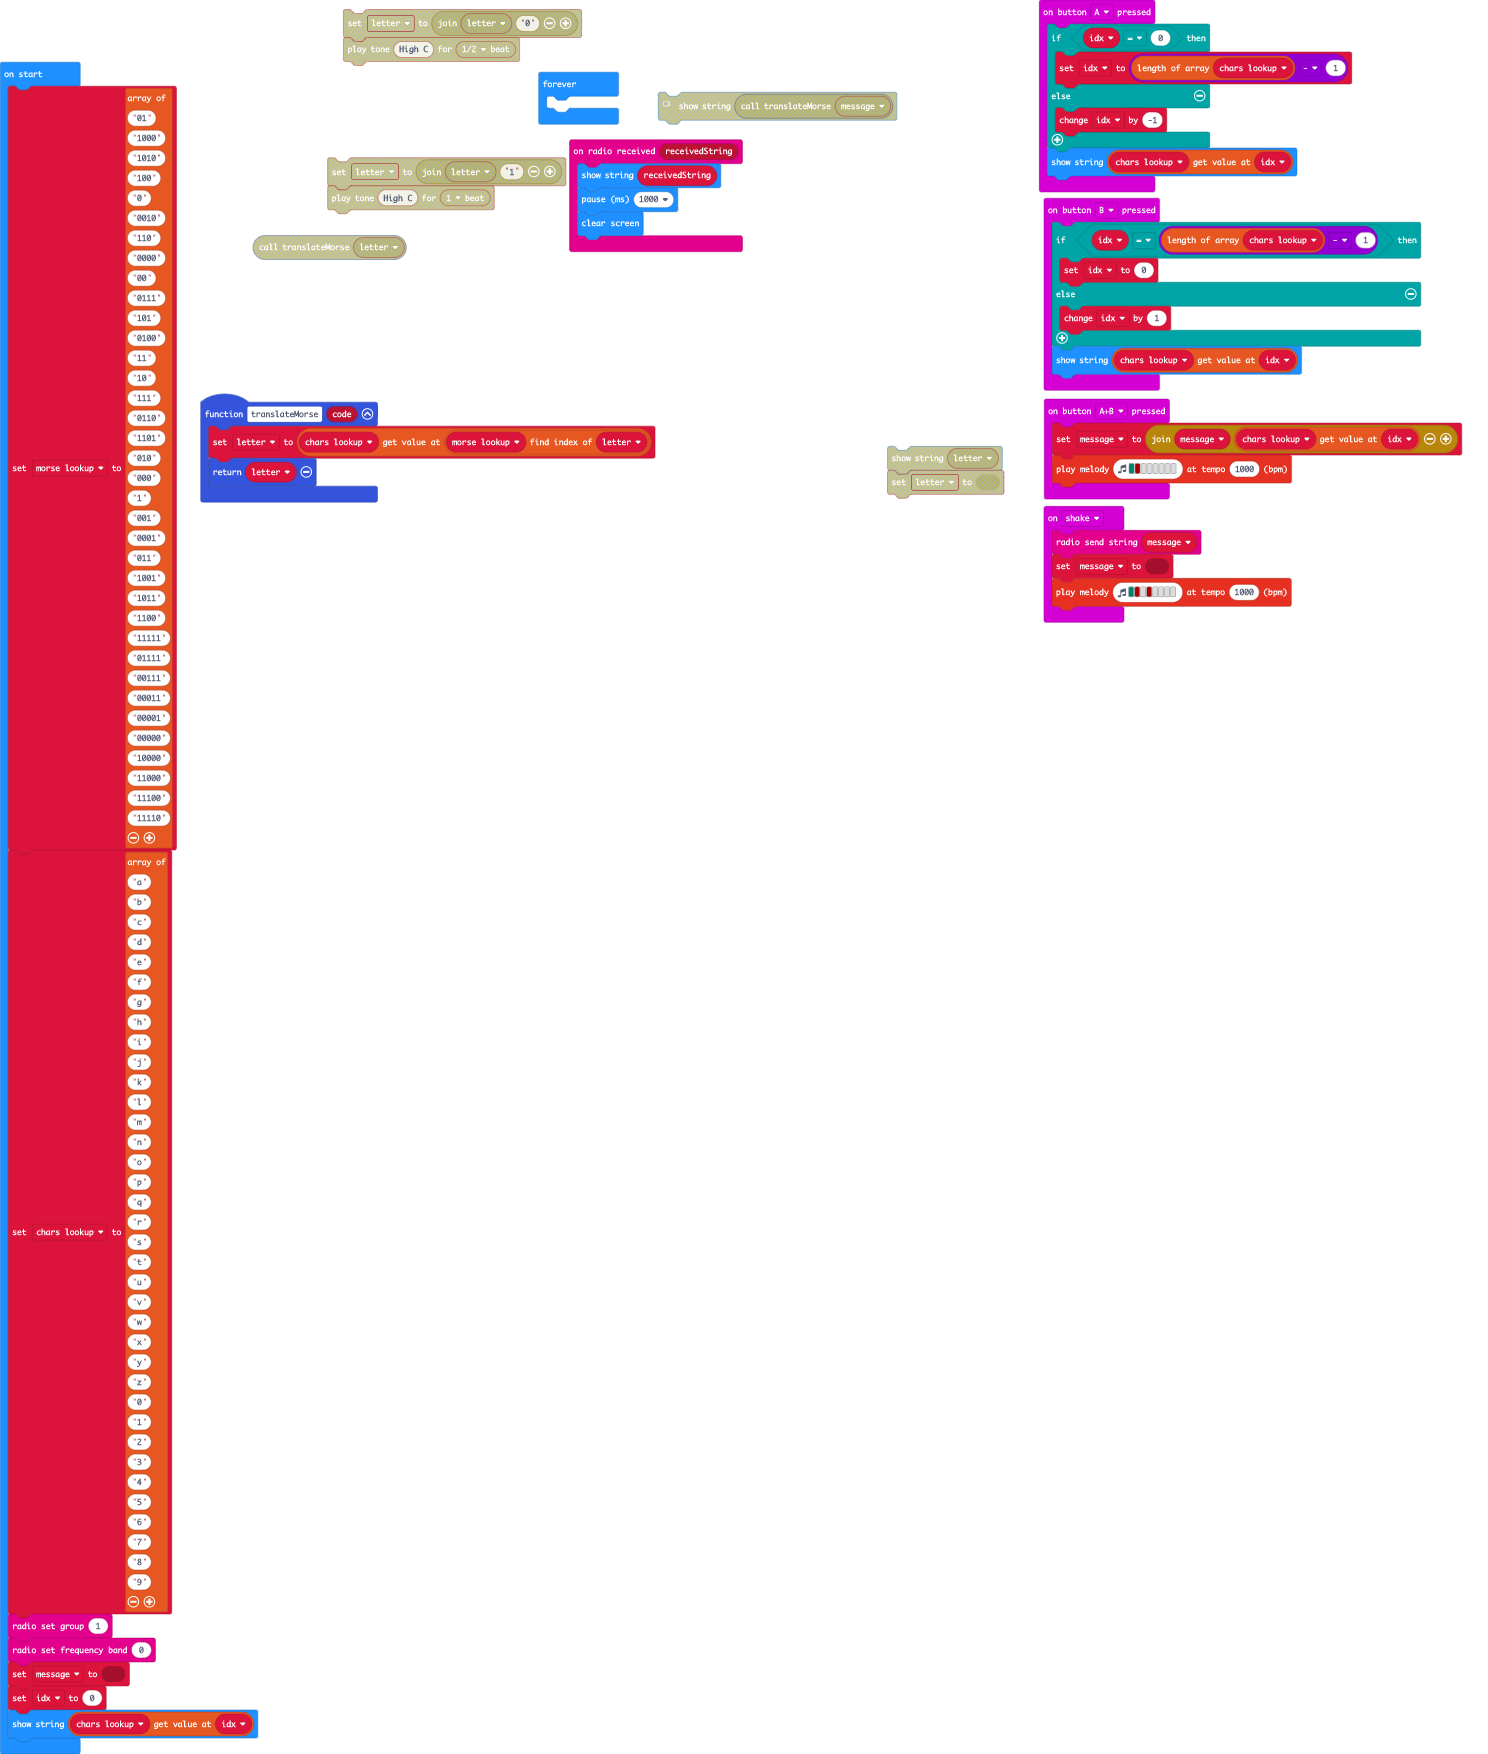 set letter to join letter "0"
play tone High C for 1/2 beat
forever
show string call translateMorse message
set letter to join letter "1"
play tone High C for 1 beat
call translateMorse letter
on radio received receivedString
show string receivedString
pause (ms) 1000
clear screen
on button A pressed
if idx = 0 then
set idx to length of array chars lookup - 1
else
change idx by -1
show string chars lookup get value at idx
on button B pressed
if idx = length of array chars lookup - 1 then
set idx to 0
else
change idx by 1
show string chars lookup get value at idx
on button A+B pressed
set message to join message chars lookup get value at idx
play melody at tempo 1000 (bpm)
on shake
radio send string message
set message to
play melody at tempo 1000 (bpm)
function translateMorse code
set letter to chars lookup get value at morse lookup find index of letter
return letter
show string letter
set letter to
on start
set morse lookup to
array of
"01"
"1000"
"1010"
"100"
"0"
"0010"
"110"
"0000"
"00"
"0111"
"101"
"0100"
"11"
"10"
"111"
"0110"
"1101"
"010"
"000"
"1"
"001"
"0001"
"011"
"1001"
"1011"
"1100"
"11111"
"01111"
"00111"
"00011"
"00001"
"00000"
"10000"
"11000"
"11100"
"11110"
set chars lookup to
array of
"a"
"b"
"c"
"d"
"e"
"f"
"g"
"h"
"i"
"j"
"k"
"l"
"m"
"n"
"o"
"p"
"q"
"r"
"s"
"t"
"u"
"v"
"w"
"x"
"y"
"z"
"0"
"1"
"2"
"3"
"4"
"5"
"6"
"7"
"8"
"9"
radio set group 1
radio set frequency band 0
set message to
set idx to 0
show string chars lookup get value at idx